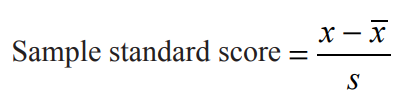 Sample standard score = (x − x̄) / s